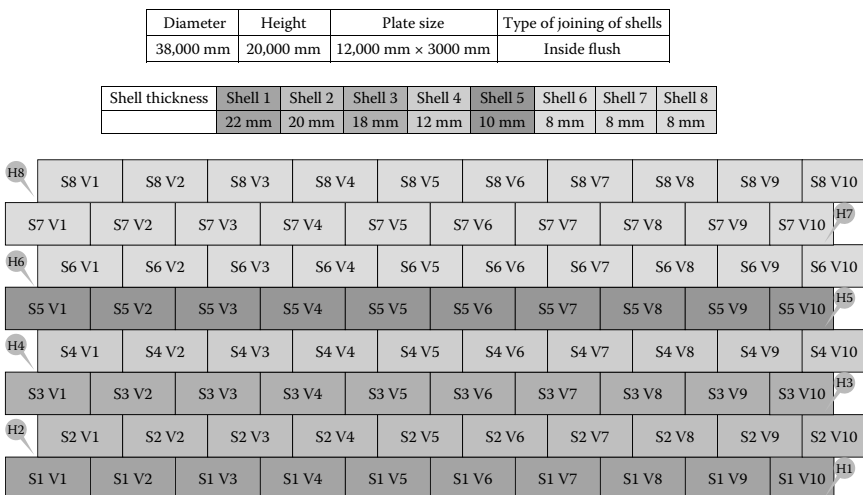 Diameter Height Plate size Type of joining of shells
38,000 mm 20,000 mm 12,000 mm × 3000 mm Inside flush
Shell thickness Shell 1 Shell 2 Shell 3 Shell 4 Shell 5 Shell 6 Shell 7 Shell 8
22 mm 20 mm 18 mm 12 mm 10 mm 8 mm 8 mm 8 mm
H8 S8 V1 S8 V2 S8 V3 S8 V4 S8 V5 S8 V6 S8 V7 S8 V8 S8 V9 S8 V10
S7 V1 S7 V2 S7 V3 S7 V4 S7 V5 S7 V6 S7 V7 S7 V8 S7 V9 S7 V10 H7
H6 S6 V1 S6 V2 S6 V3 S6 V4 S6 V5 S6 V6 S6 V7 S6 V8 S6 V9 S6 V10
S5 V1 S5 V2 S5 V3 S5 V4 S5 V5 S5 V6 S5 V7 S5 V8 S5 V9 S5 V10 H5
H4 S4 V1 S4 V2 S4 V3 S4 V4 S4 V5 S4 V6 S4 V7 S4 V8 S4 V9 S4 V10
S3 V1 S3 V2 S3 V3 S3 V4 S3 V5 S3 V6 S3 V7 S3 V8 S3 V9 S3 V10 H3
H2 S2 V1 S2 V2 S2 V3 S2 V4 S2 V5 S2 V6 S2 V7 S2 V8 S2 V9 S2 V10
S1 V1 S1 V2 S1 V3 S1 V4 S1 V5 S1 V6 S1 V7 S1 V8 S1 V9 S1 V10 H1